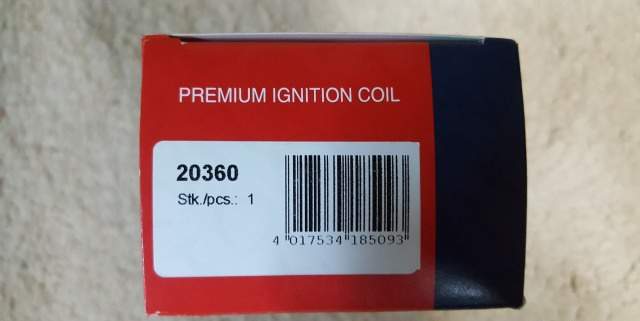 PREMIUM IGNITION COIL
20360
Stk./pcs.: 1
4 017534 185093